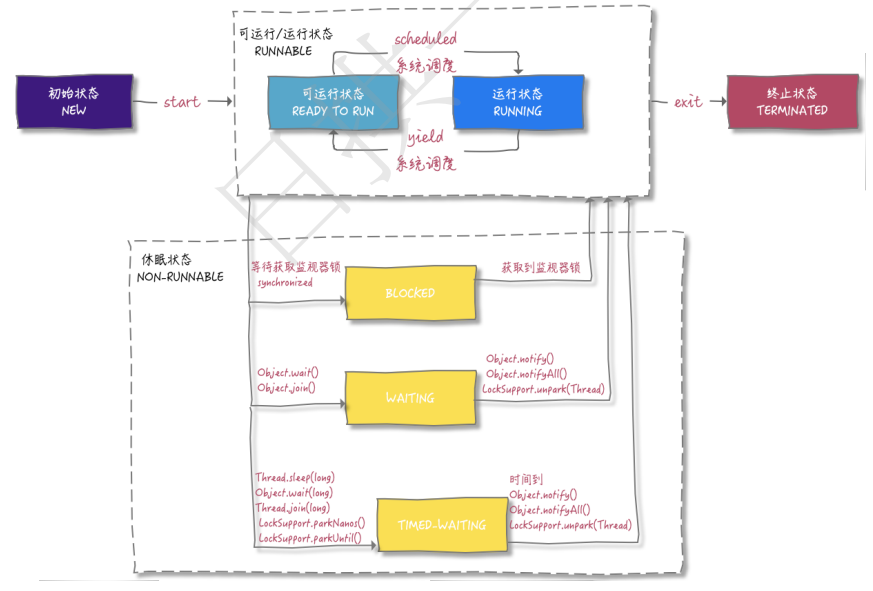 可运行/运行状态
RUNNABLE
scheduled
系统调度
初始状态
NEW
start
可运行状态
READY TO RUN
运行状态
RUNNING
exit
终止状态
TERMINATED
yield
系统调度
休眠状态
NON-RUNNABLE
等待获取监视器锁
synchronized
BLOCKED
获取到监视器锁
Object.wait()
Object.join()
WAITING
Object.notify()
Object.notifyAll()
LockSupport.unpark(Thread)
Thread.sleep(long)
Object.wait(long)
Thread.join(long)
LockSupport.parkNanos()
LockSupport.parkUntil()
TIMED-WAITING
时间到
Object.notify()
Object.notifyAll()
LockSupport.unpark(Thread)